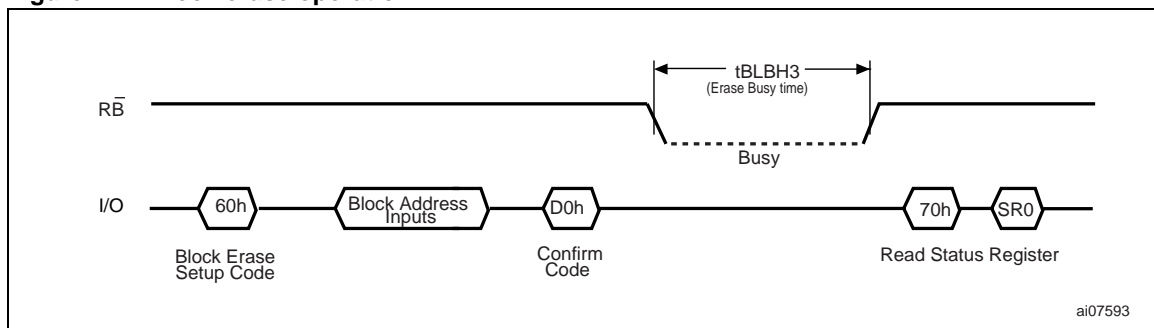 tBLBH3
(Erase Busy time)
RB̅
Busy
I/O
60h
Block Address
Inputs
D0h
70h
SR0
Block Erase
Setup Code
Confirm
Code
Read Status Register
ai07593